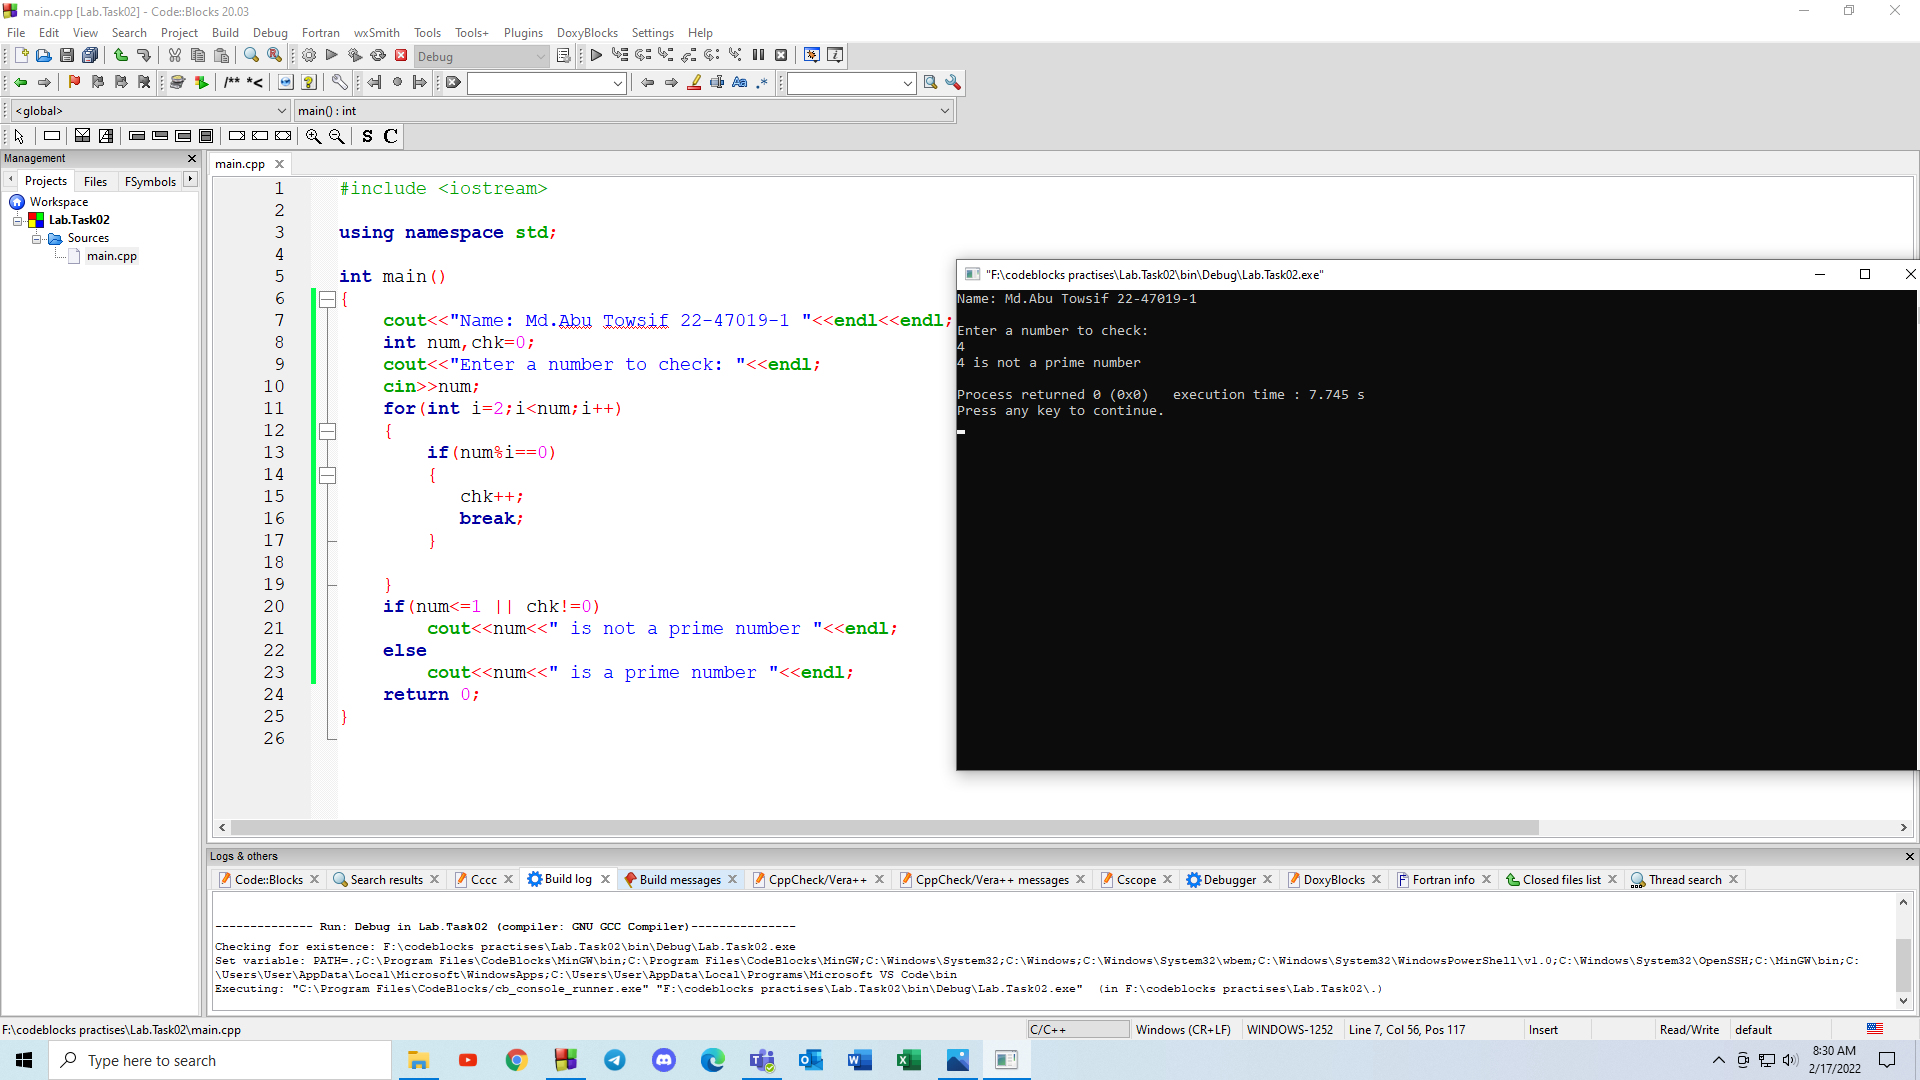 main.cpp [Lab.Task02] - Code::Blocks 20.03
File Edit View Search Project Build Debug Fortran wxSmith Tools Tools+ Plugins DoxyBlocks Settings Help
Debug
/** *<
Aa .*
<global> main() : int
S C
Management
Projects Files FSymbols
Workspace
Lab.Task02
Sources
main.cpp
main.cpp
1 #include <iostream>
2
3 using namespace std;
4
5 int main()
6 {
7 cout<<"Name: Md.Abu Towsif 22-47019-1 "<<endl<<endl;
8 int num,chk=0;
9 cout<<"Enter a number to check: "<<endl;
10 cin>>num;
11 for(int i=2;i<num;i++)
12 {
13 if(num%i==0)
14 {
15 chk++;
16 break;
17 }
18
19 }
20 if(num<=1 || chk!=0)
21 cout<<num<<" is not a prime number "<<endl;
22 else
23 cout<<num<<" is a prime number "<<endl;
24 return 0;
25 }
26
"F:\codeblocks practises\Lab.Task02\bin\Debug\Lab.Task02.exe"
Name: Md.Abu Towsif 22-47019-1
Enter a number to check:
4
4 is not a prime number
Process returned 0 (0x0) execution time : 7.745 s
Press any key to continue.
Logs & others
Code::Blocks Search results Cccc Build log Build messages CppCheck/Vera++ CppCheck/Vera++ messages Cscope Debugger DoxyBlocks Fortran info Closed files list Thread search
-------------- Run: Debug in Lab.Task02 (compiler: GNU GCC Compiler)---------------
Checking for existence: F:\codeblocks practises\Lab.Task02\bin\Debug\Lab.Task02.exe
Set variable: PATH=.;C:\Program Files\CodeBlocks\MinGW\bin;C:\Program Files\CodeBlocks\MinGW;C:\Windows\System32;C:\Windows;C:\Windows\System32\wbem;C:\Windows\System32\WindowsPowerShell\v1.0;C:\Windows\System32\OpenSSH;C:\MinGW\bin;C:
\Users\User\AppData\Local\Microsoft\WindowsApps;C:\Users\User\AppData\Local\Programs\Microsoft VS Code\bin
Executing: "C:\Program Files\CodeBlocks/cb_console_runner.exe" "F:\codeblocks practises\Lab.Task02\bin\Debug\Lab.Task02.exe" (in F:\codeblocks practises\Lab.Task02\.)
F:\codeblocks practises\Lab.Task02\main.cpp C/C++ Windows (CR+LF) WINDOWS-1252 Line 7, Col 56, Pos 117 Insert Read/Write default
Type here to search
8:30 AM
2/17/2022